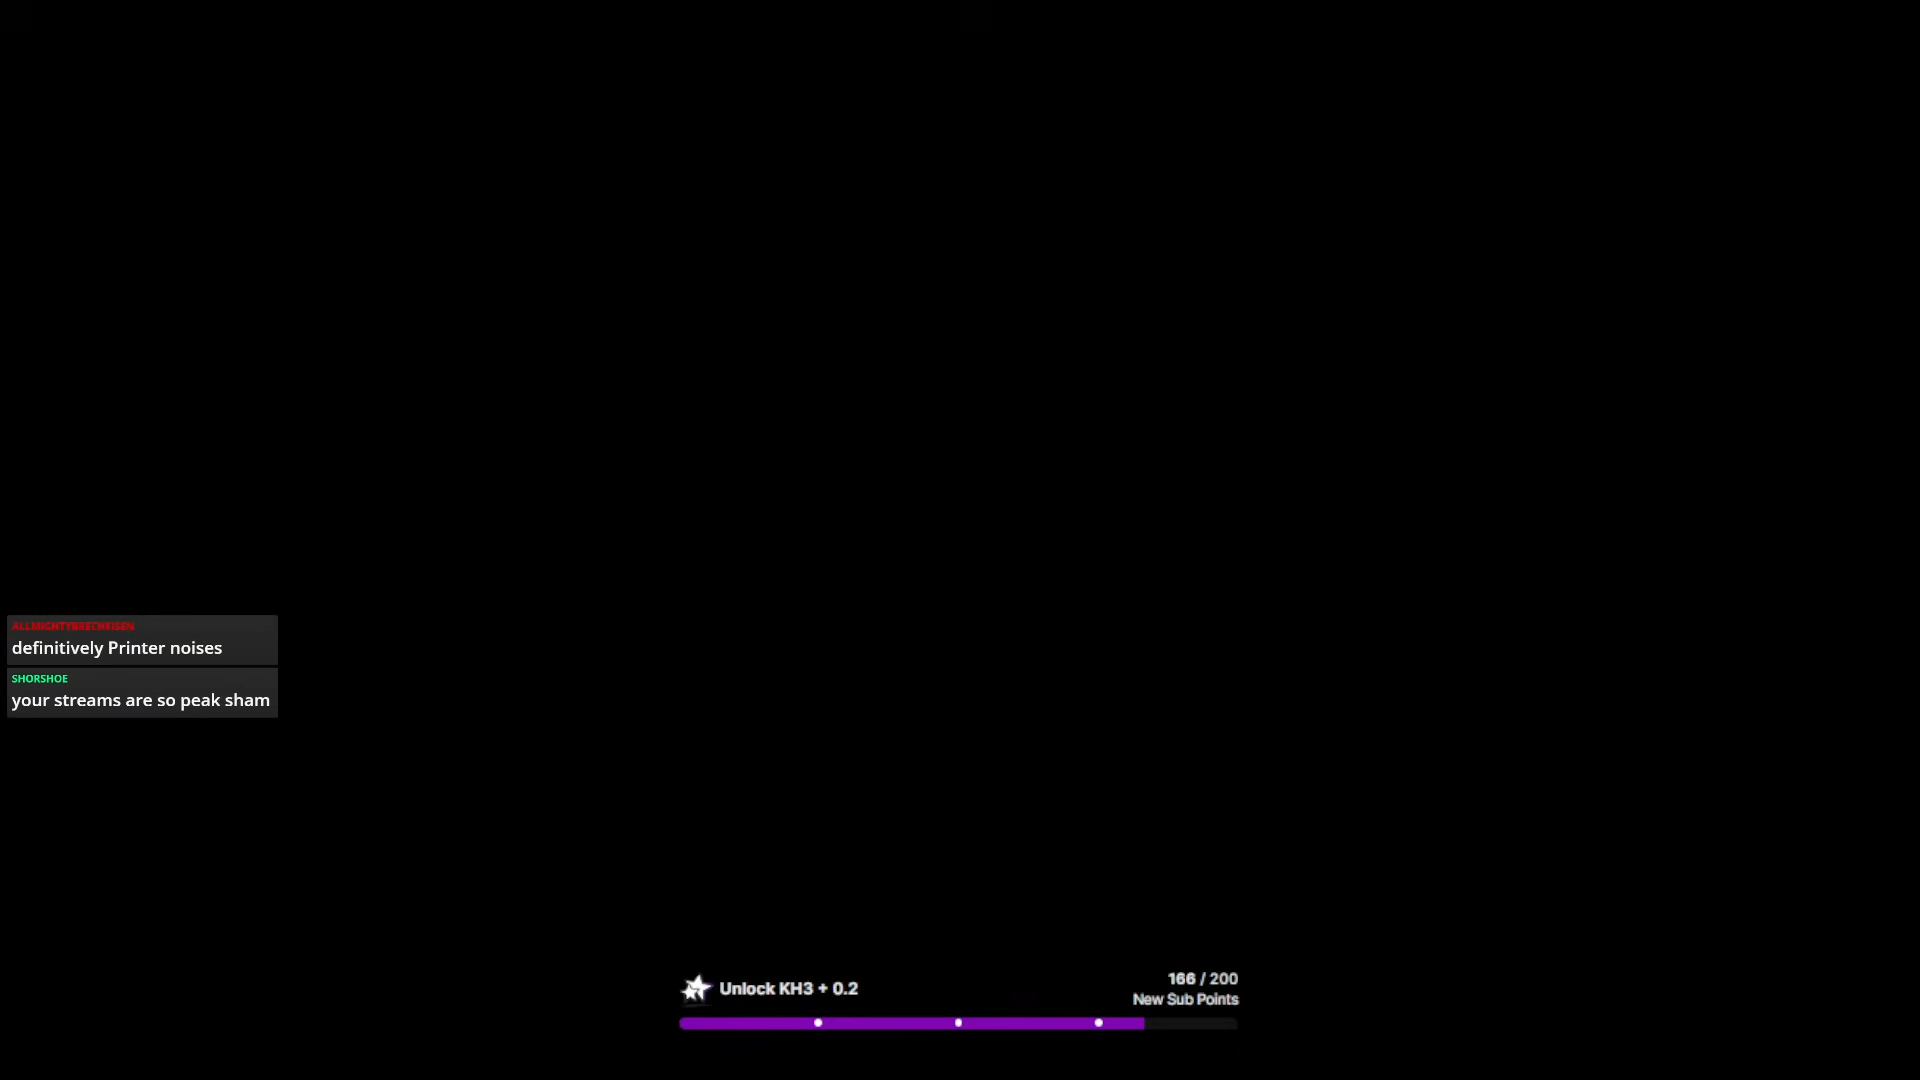 ALLMIGHTYBRECHEISEN
definitively Printer noises
SHORSHOE
your streams are so peak sham
Unlock KH3 + 0.2
166 / 200
New Sub Points